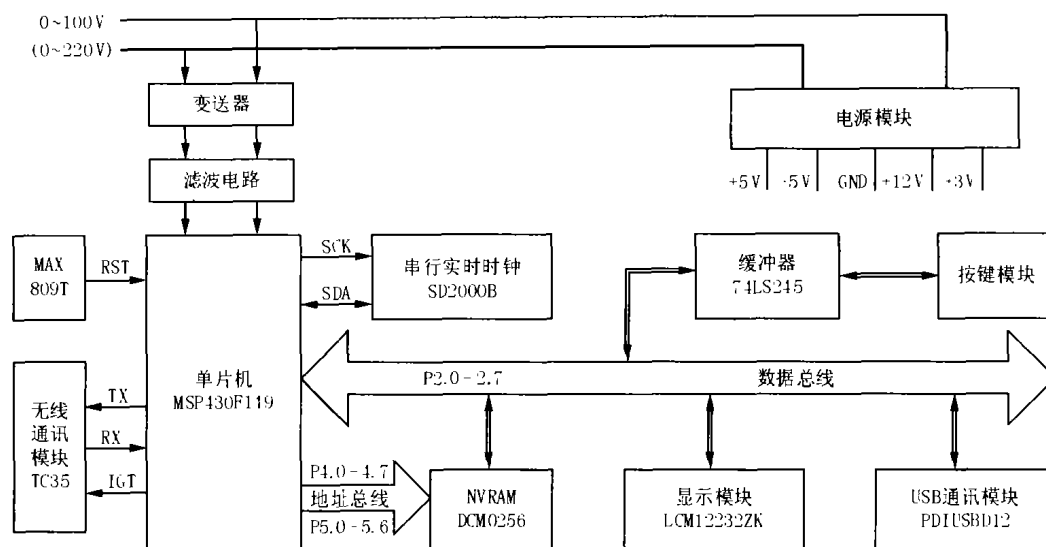 0~100V
(0~220V)
变送器
电源模块
滤波电路
+5V
-5V
GND
+12V
+3V
MAX
809T
RST
SCK
串行实时时钟
SD2000B
SDA
缓冲器
74LS245
按键模块
单片机
MSP430F119
P2.0-2.7
数据总线
无线
通讯
模块
TC35
TX
RX
IGT
P4.0-4.7
地址总线
P5.0-5.6
NVRAM
DCM0256
显示模块
LCM12232ZK
USB通讯模块
PDIUSBD12